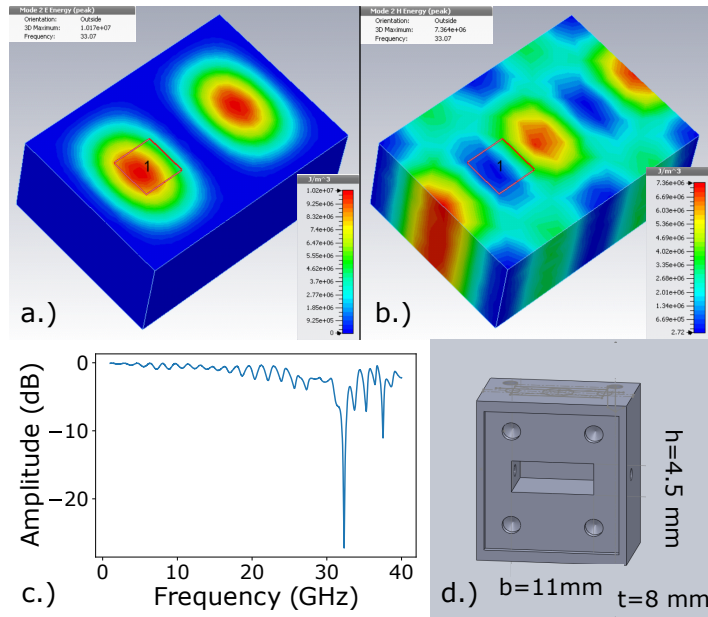 Mode 2 E Energy (peak)
Orientation: Outside
3D Maximum: 1.017e+07
Frequency: 33.07
1
J/m^3
1.02e+07
9.25e+06
8.32e+06
7.4e+06
6.47e+06
5.55e+06
4.62e+06
3.7e+06
2.77e+06
1.85e+06
9.25e+05
0
a.)
Mode 2 H Energy (peak)
Orientation: Outside
3D Maximum: 7.364e+06
Frequency: 33.07
1
J/m^3
7.36e+06
6.69e+06
6.02e+06
5.36e+06
4.69e+06
4.02e+06
3.35e+06
2.68e+06
2.01e+06
1.34e+06
6.69e+05
2.72
b.)
Amplitude (dB)
0
−10
−20
0 10 20 30 40
Frequency (GHz)
c.)
h=4.5 mm
b=11mm
t=8 mm
d.)